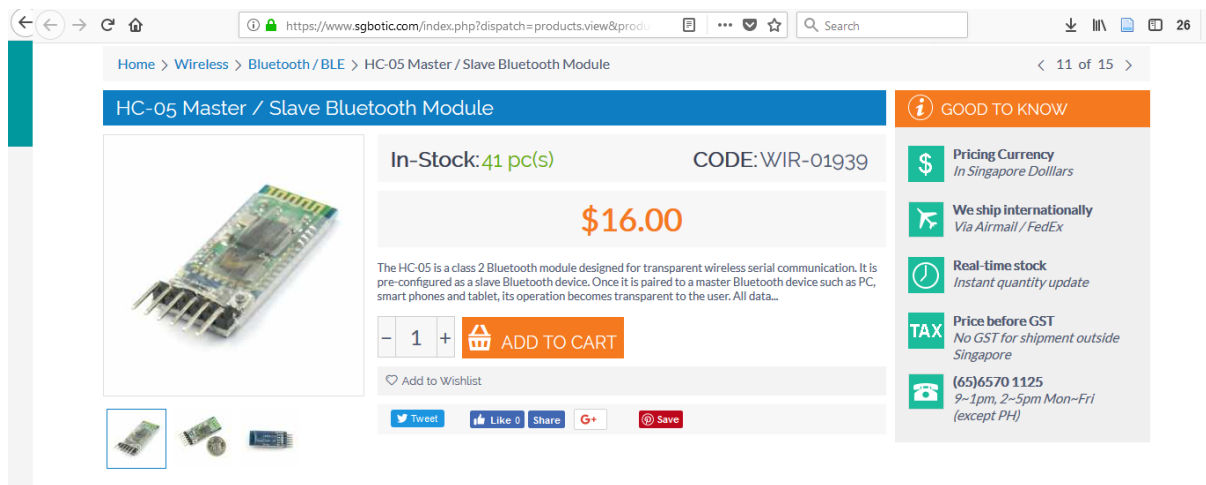 https://www.sgbotic.com/index.php?dispatch=products.view&produ
Search
26
Home > Wireless > Bluetooth / BLE > HC-05 Master / Slave Bluetooth Module
< 11 of 15 >
HC-05 Master / Slave Bluetooth Module
In-Stock: 41 pc(s)
CODE: WIR-01939
$16.00
The HC-05 is a class 2 Bluetooth module designed for transparent wireless serial communication. It is
pre-configured as a slave Bluetooth device. Once it is paired to a master Bluetooth device such as PC,
smart phones and tablet, its operation becomes transparent to the user. All data...
− 1 +
ADD TO CART
Add to Wishlist
Tweet
Like 0
Share
G+
Save
GOOD TO KNOW
$
Pricing Currency
In Singapore Dolllars
We ship internationally
Via Airmail / FedEx
Real-time stock
Instant quantity update
TAX
Price before GST
No GST for shipment outside
Singapore
(65)6570 1125
9~1pm, 2~5pm Mon~Fri
(except PH)